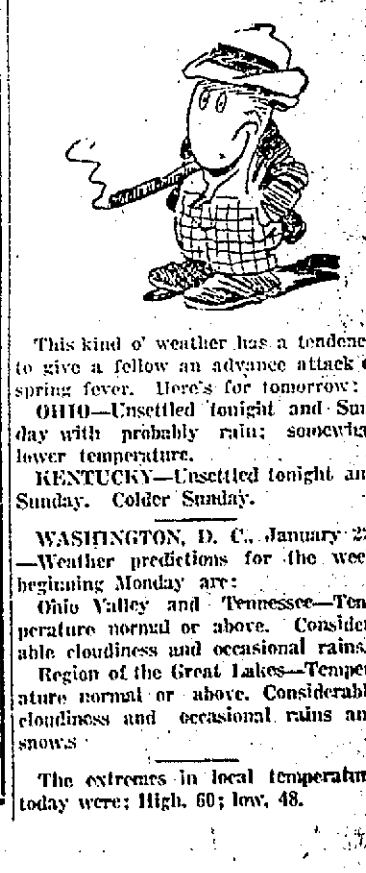 This kind o' weather has a tendenc
to give a fellow an advance attack
spring fever. Here's for tomorrow:
OHIO—Unsettled tonight and Sun
day with probably rain; somewha
lower temperature.
KENTUCKY—Unsettled tonight an
Sunday. Colder Sunday.
WASHINGTON, D. C., January 2
—Weather predictions for the wee
beginning Monday are:
Ohio Valley and Tennessee—Tem
perature normal or above. Consider
able cloudiness and occasional rains.
Region of the Great Lakes—Temper
ature normal or above. Considerabl
cloudiness and occasional rains an
snows
The extremes in local temperatur
today were: High, 60; low, 48.